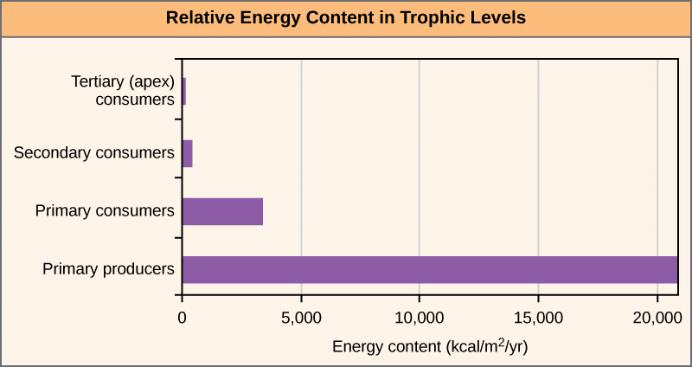 Relative Energy Content in Trophic Levels
Tertiary (apex)
consumers
Secondary consumers
Primary consumers
Primary producers
0 5,000 10,000 15,000 20,000
Energy content (kcal/m²/yr)